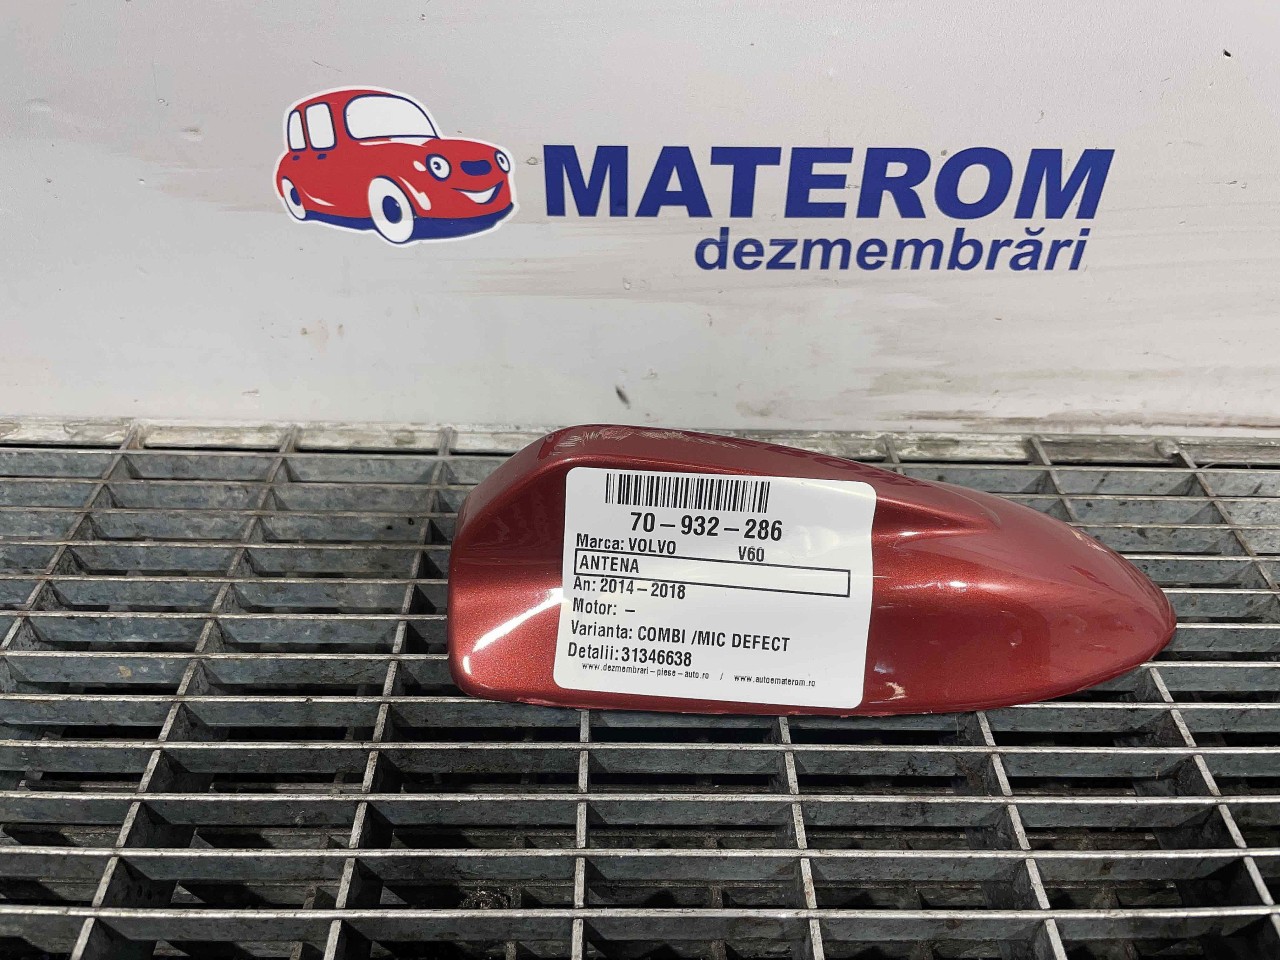 MATEROM
dezmembrări
70-932-286
Marca: VOLVO V60
ANTENA
An: 2014-2018
Motor: -
Varianta: COMBI /MIC DEFECT
Detalii:31346638
www.dezmembrari-piese-auto.ro / www.autoematerom.ro